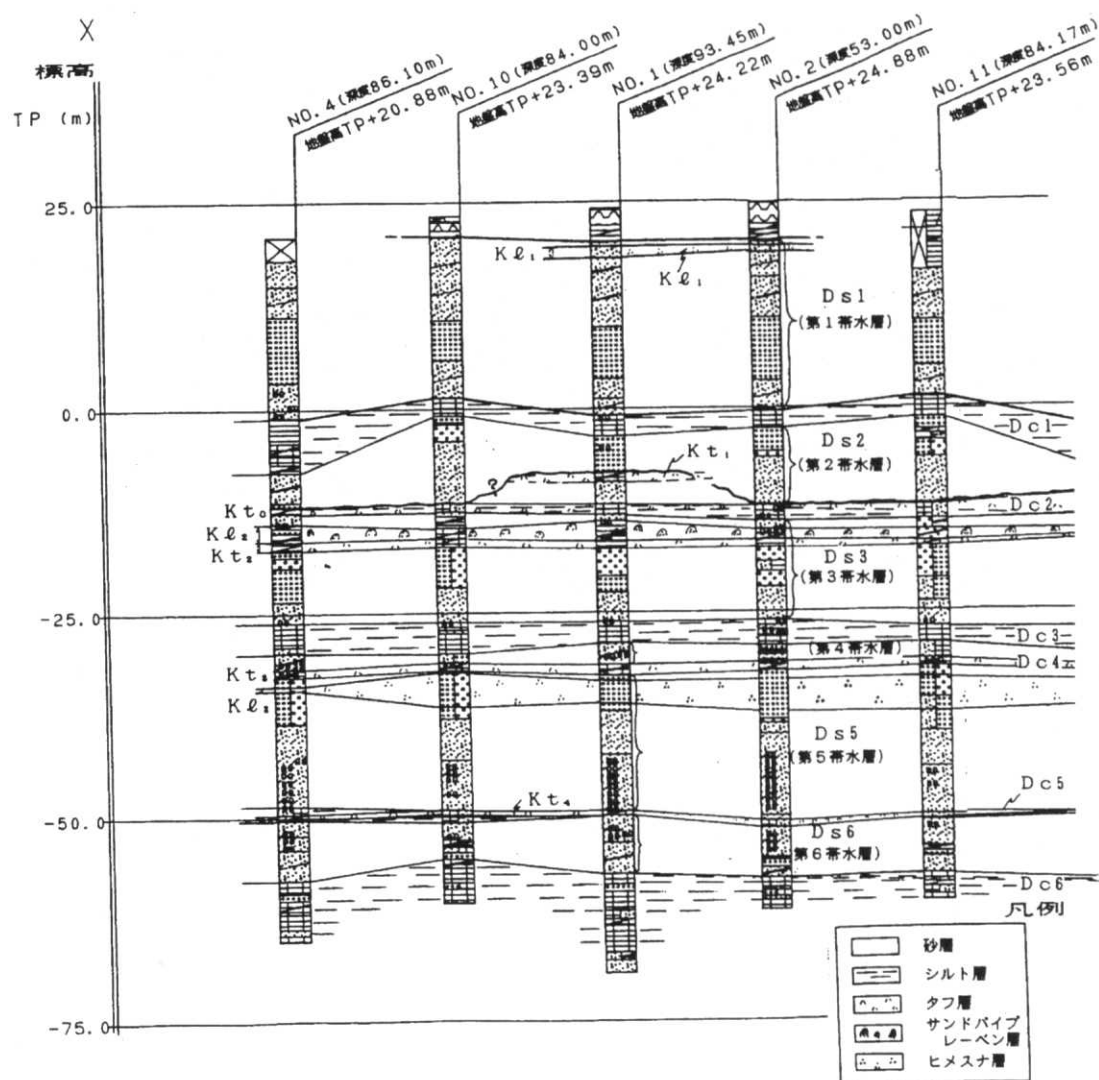 X
標高
TP (m)
NO.4(深度86.10m)
地盤高TP+20.88m
NO.10(深度84.00m)
地盤高TP+23.39m
NO.1(深度93.45m)
地盤高TP+24.22m
NO.2(深度53.00m)
地盤高TP+24.88m
NO.11(深度84.17m)
地盤高TP+23.56m
25.0
Kℓ₁
Kℓ₁
Ds1
(第1帯水層)
0.0
Dc1
Ds2
(第2帯水層)
Kt₁
?
Kt₀
Dc2
Kℓ₂
Kt₂
Ds3
(第3帯水層)
-25.0
Dc3
(第4帯水層)
Dc4
Kt₃
Ds5
(第5帯水層)
Dc5
Kt₄
-50.0
Ds6
(第6帯水層)
Dc6
凡例
砂層
シルト層
タフ層
サンドパイプ
レーベン層
ヒメスナ層
-75.0